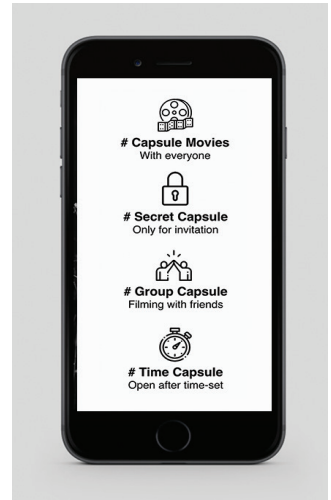 # Capsule Movies
With everyone
# Secret Capsule
Only for invitation
# Group Capsule
Filming with friends
# Time Capsule
Open after time-set